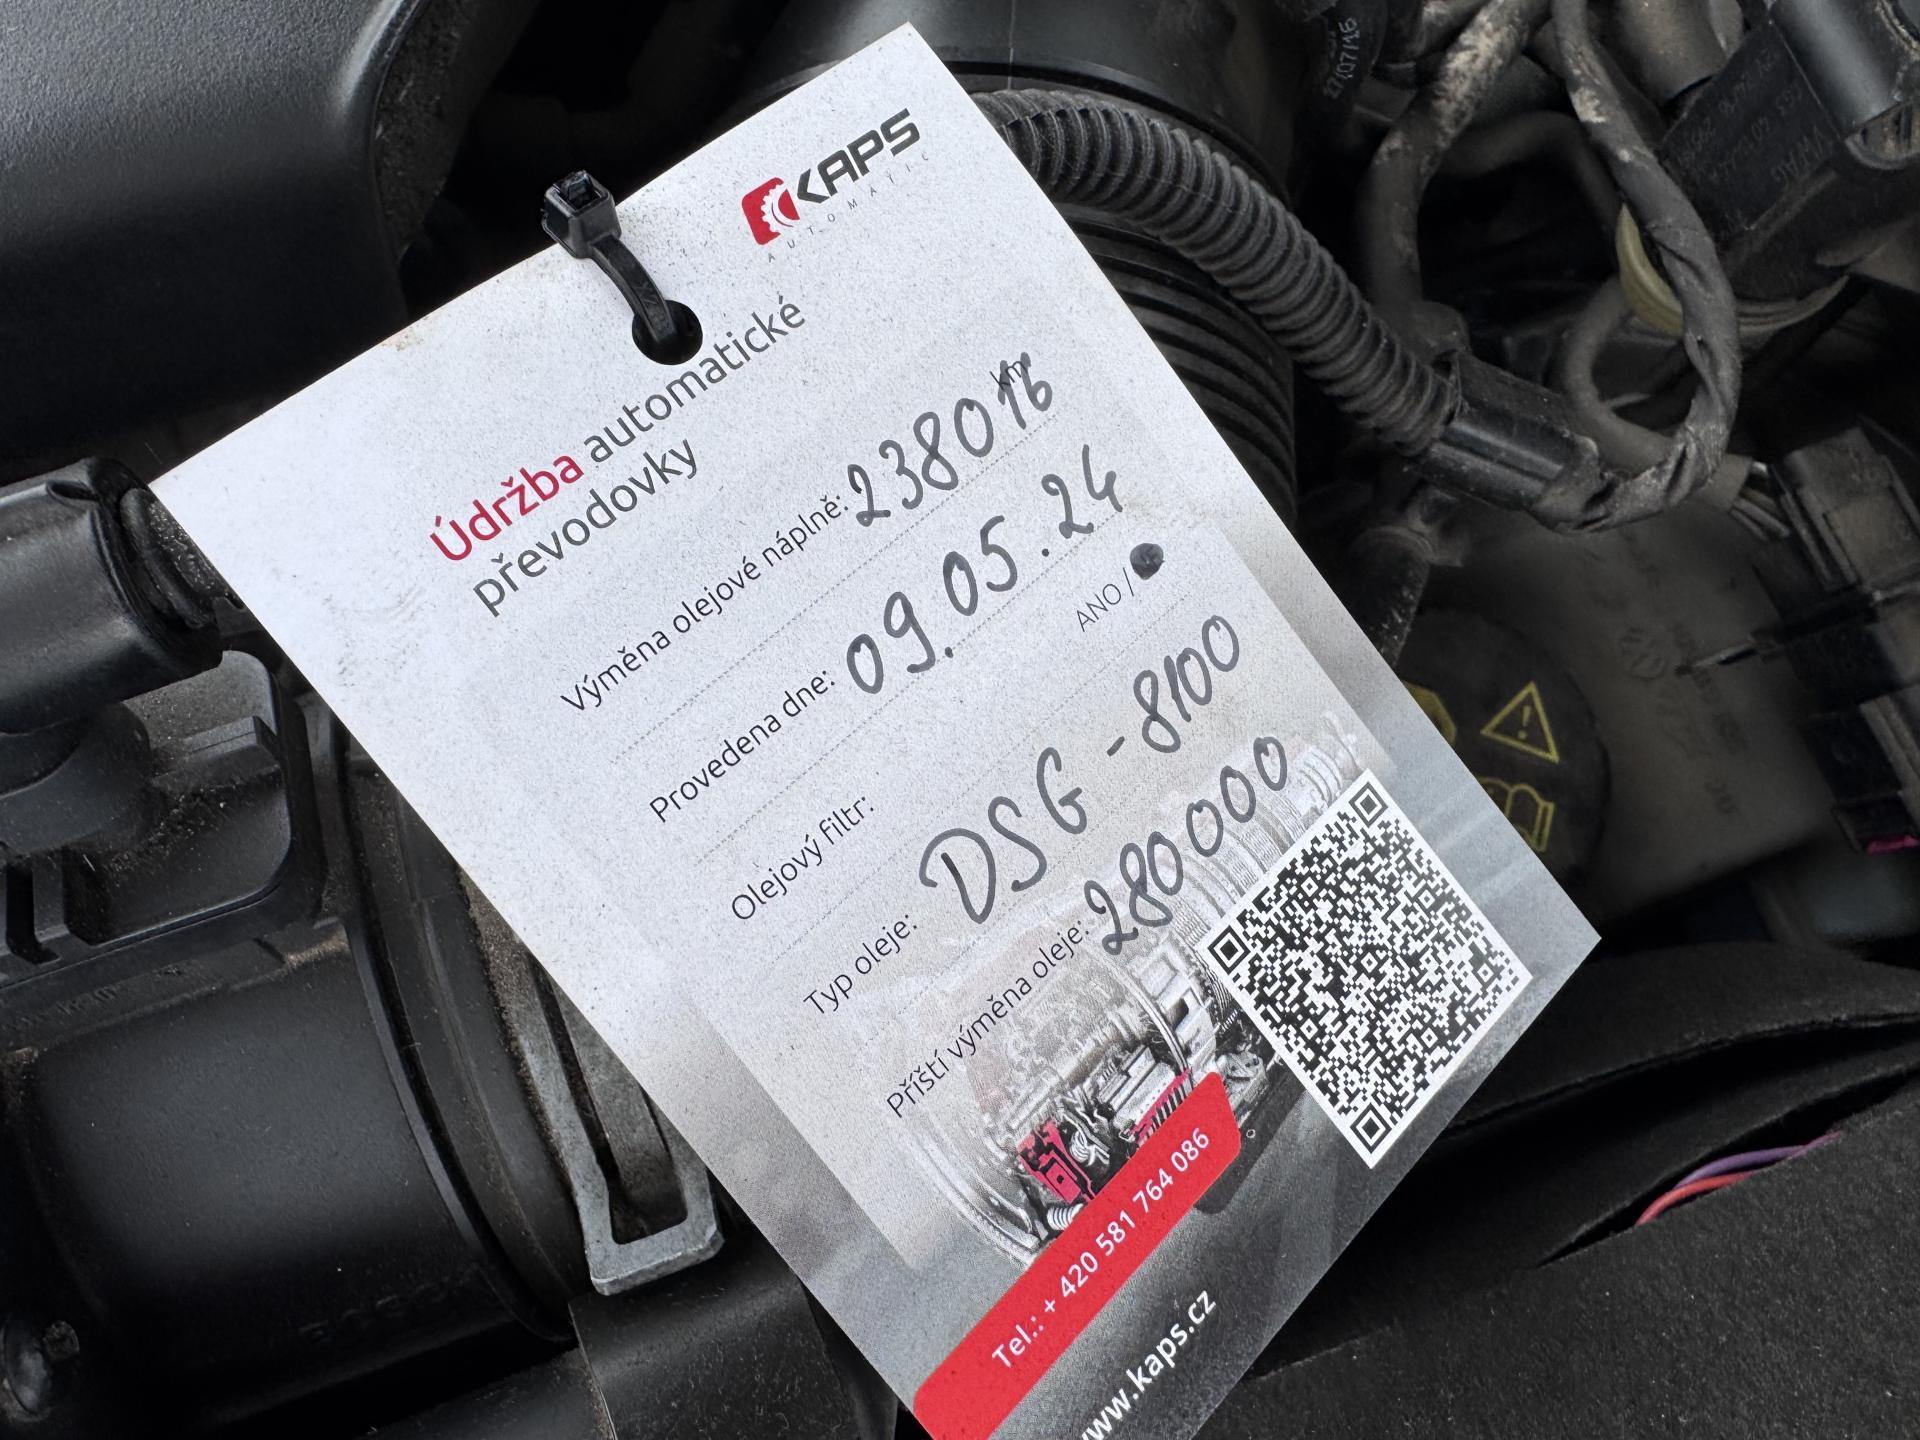 KAPS
AUTOMATIC
Údržba automatické
převodovky
Výměna olejové náplně: 238016 km
Provedena dne: 09.05.24
Olejový filtr: ANO /
Typ oleje: DSG - 8100
Příští výměna oleje: 280000
Tel.: + 420 581 764 086
www.kaps.cz